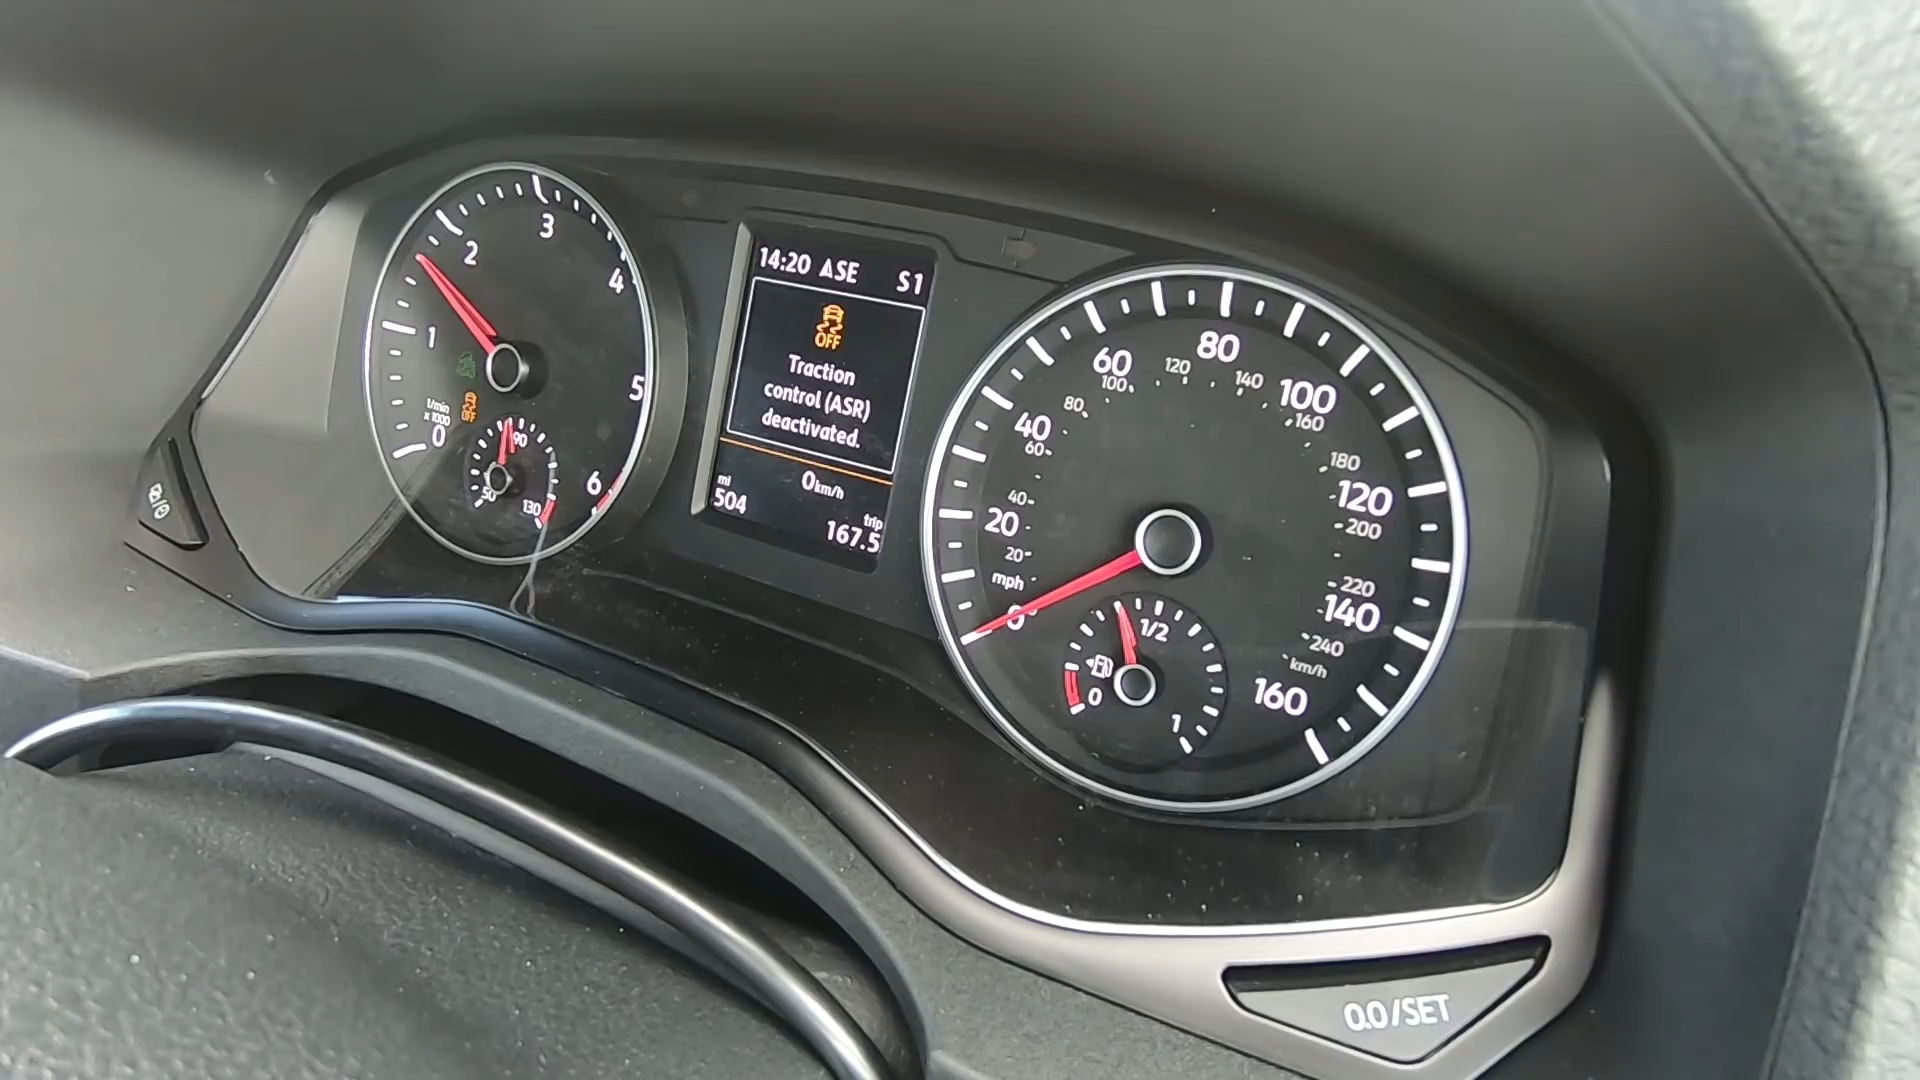 1/min
x 1000
0
1
2
3
4
5
6
OFF
50
90
130
14:20 ASE S1
OFF
Traction
control (ASR)
deactivated.
0km/h
mi
504
trip
167.5
mph
0
20
40
60
80
100
120
140
160
20
40
60
80
100
120
140
160
180
200
220
240
km/h
0
1/2
1
0.0/SET